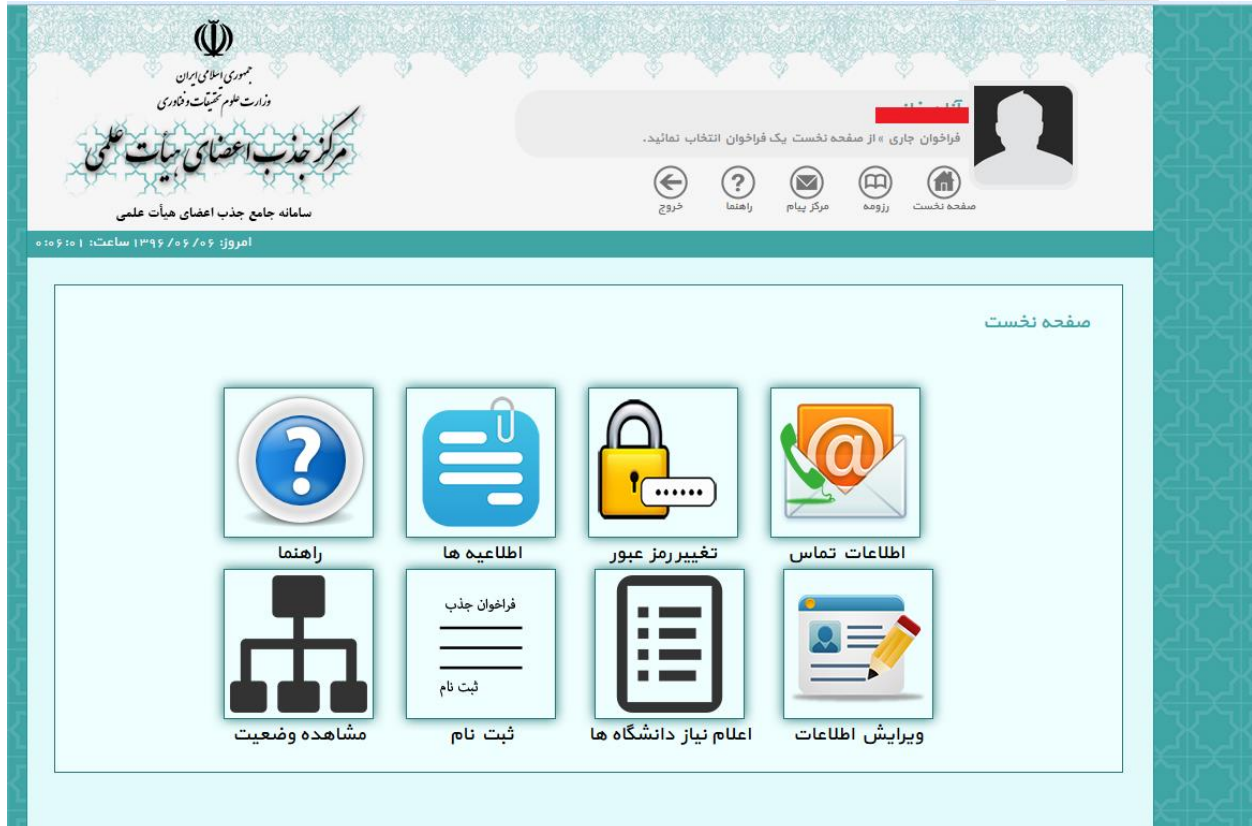 جمهوری اسلامی ایران
وزارت علوم تحقیقات و فناوری
مرکز جذب اعضای هیأت علمی
سامانه جامع جذب اعضای هیأت علمی
فراخوان جاری » از صفحه نخست یک فراخوان انتخاب نمائید.
صفحه نخست رزومه مرکز پیام راهنما خروج
امروز: ۱۳۹۶/۰۶/۰۶ ساعت: ۰:۰۶:۰۱
صفحه نخست
اطلاعات تماس تغییر رمز عبور اطلاعیه ها راهنما
فراخوان جذب
ثبت نام
ویرایش اطلاعات اعلام نیاز دانشگاه ها ثبت نام مشاهده وضعیت